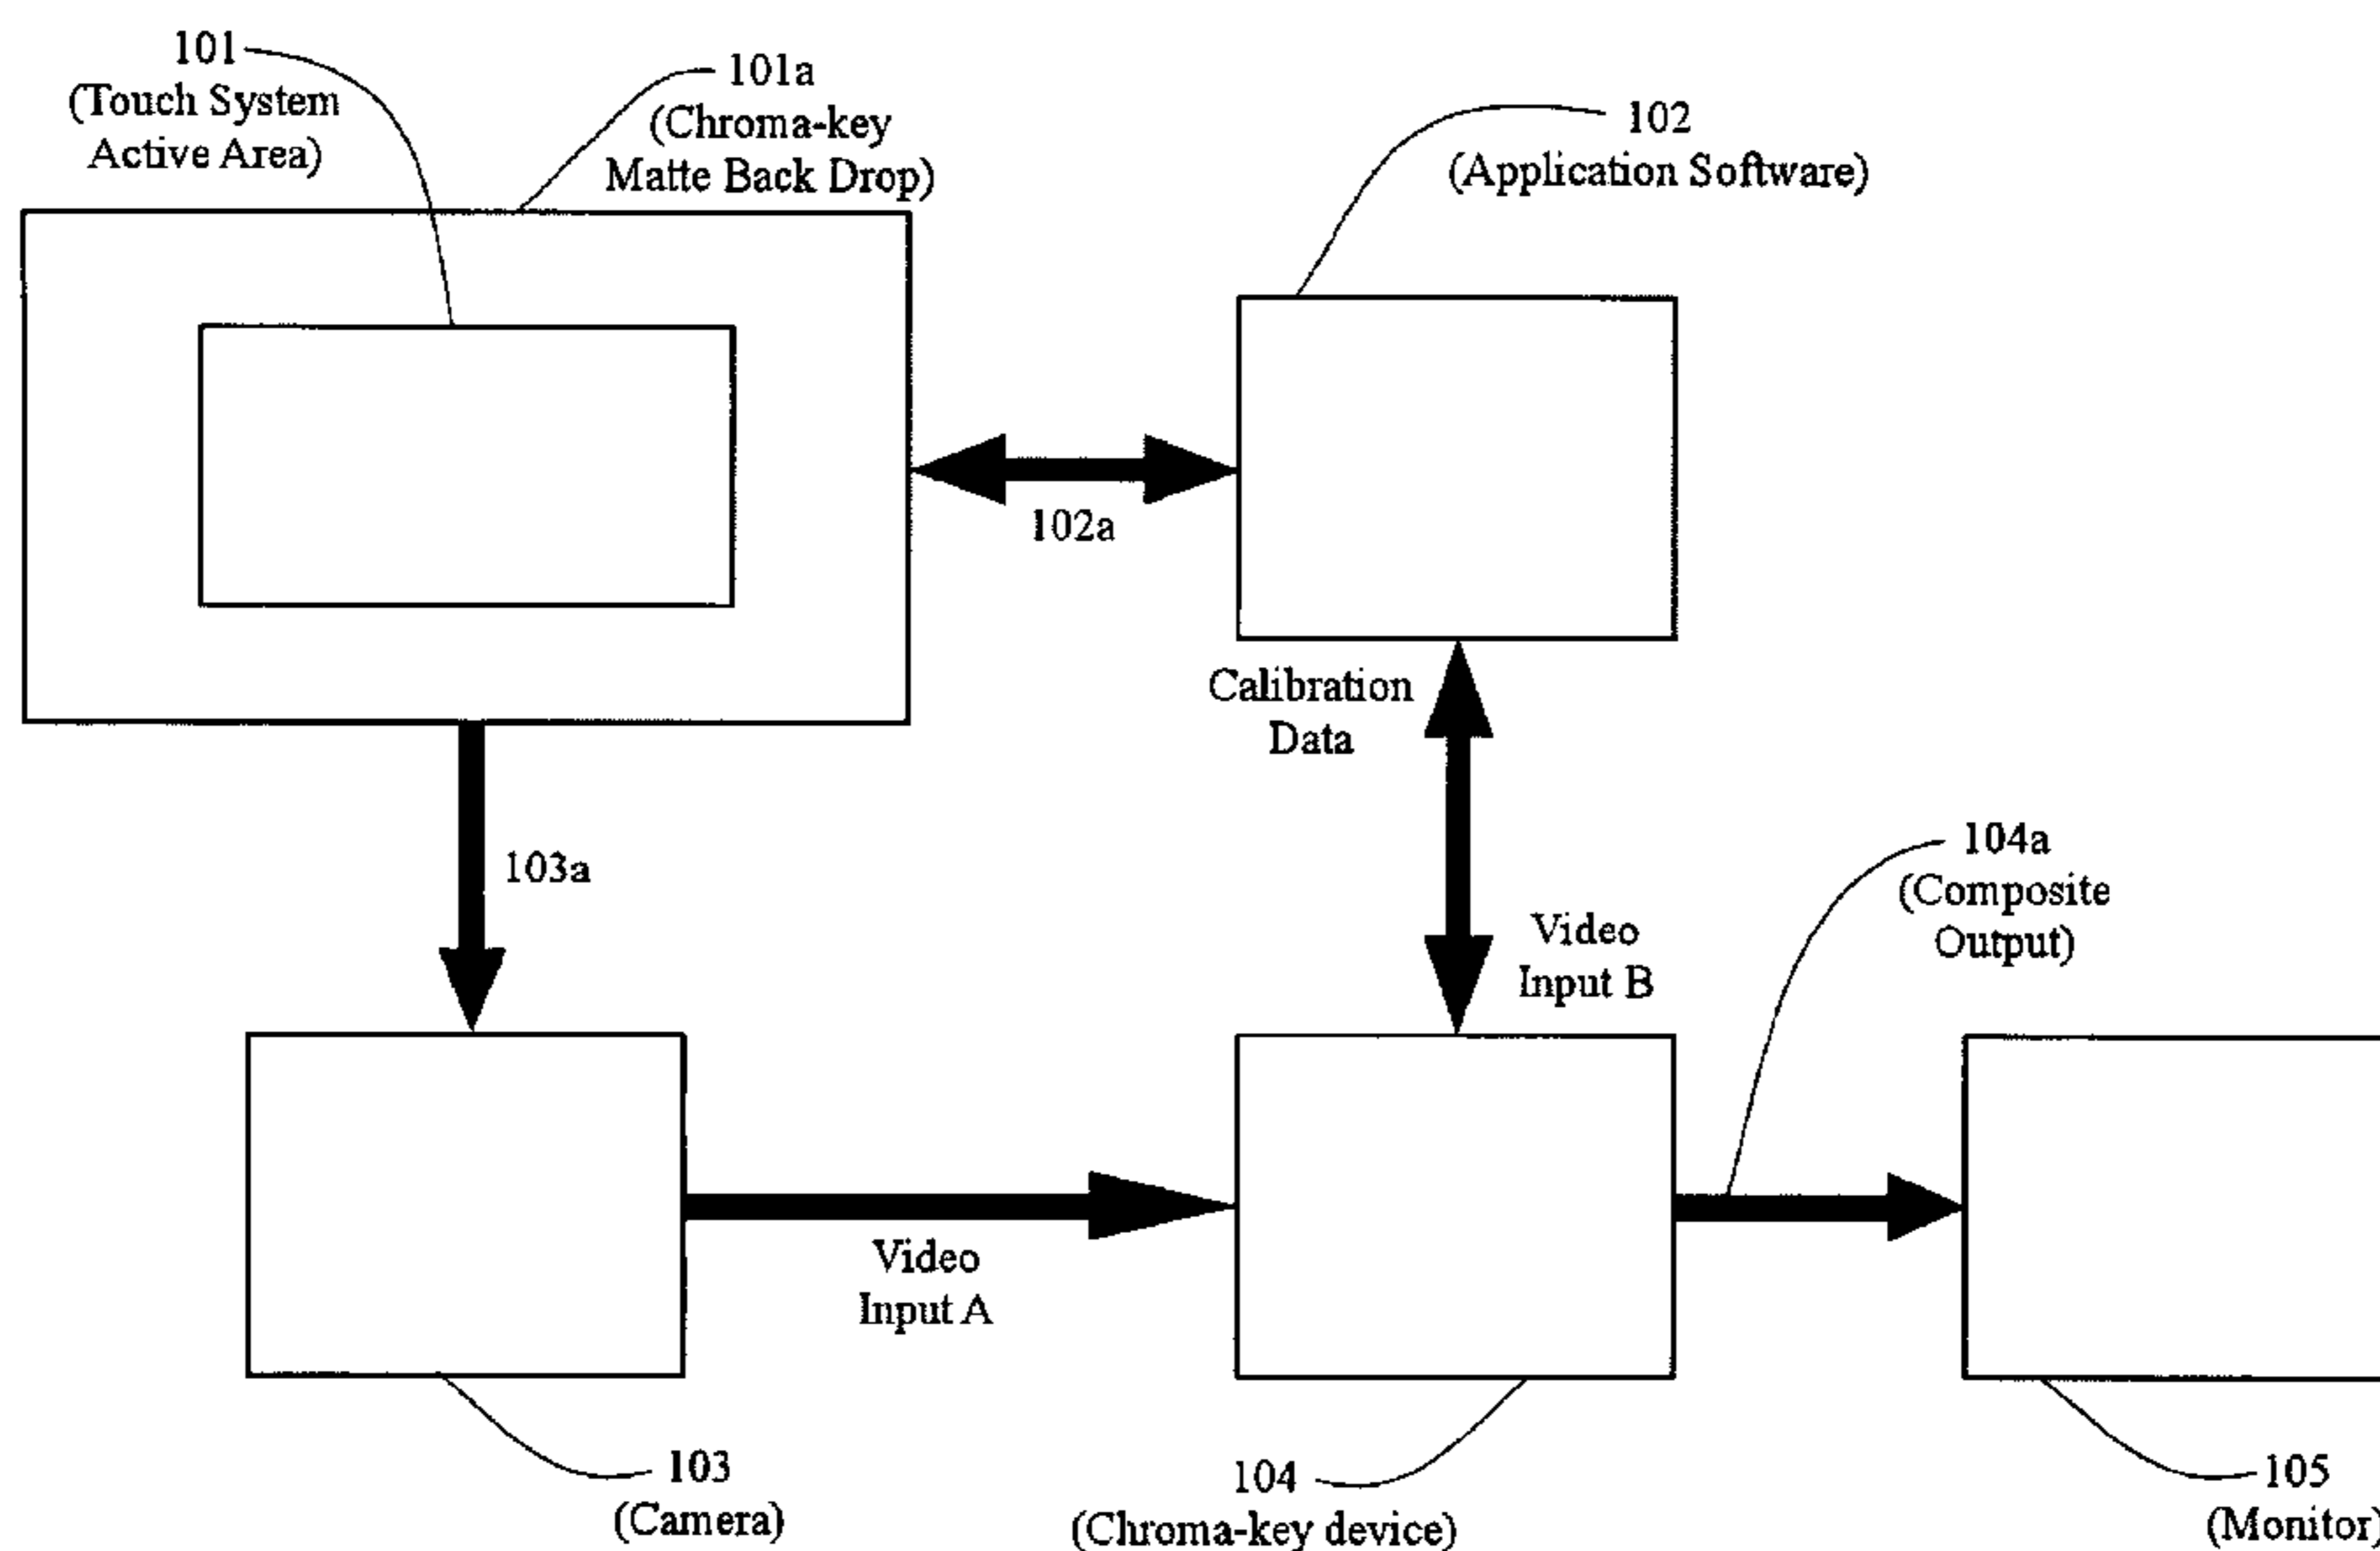 101
(Touch System
Active Area)
101a
(Chroma-key
Matte Back Drop)
102
(Application Software)
102a
Calibration
Data
103a
Video
Input B
104a
(Composite
Output)
Video
Input A
103
(Camera)
104
(Chroma-key device)
105
(Monitor)